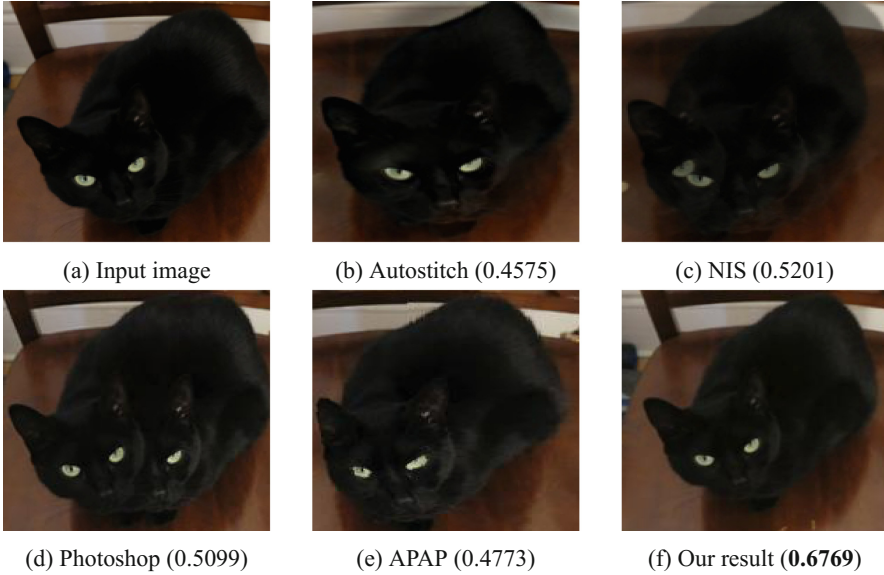 (a) Input image
(b) Autostitch (0.4575)
(c) NIS (0.5201)
(d) Photoshop (0.5099)
(e) APAP (0.4773)
(f) Our result (0.6769)